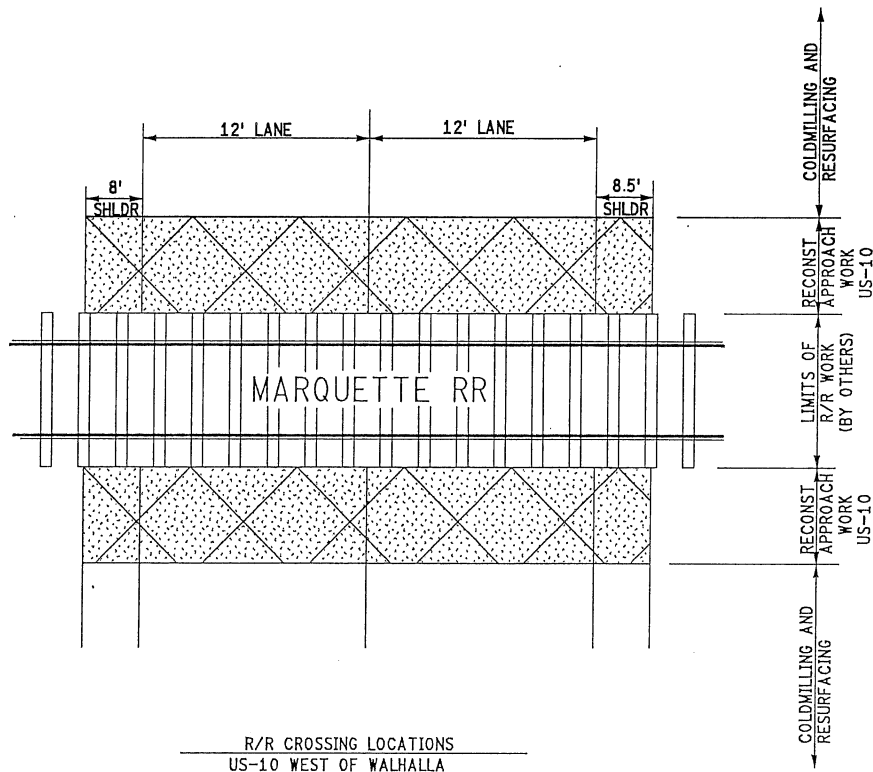 12' LANE
12' LANE
8'
SHLDR
8.5'
SHLDR
COLDMILLING AND
RESURFACING
RECONST
APPROACH
WORK
US-10
MARQUETTE RR
LIMITS OF
R/R WORK
(BY OTHERS)
RECONST
APPROACH
WORK
US-10
COLDMILLING AND
RESURFACING
R/R CROSSING LOCATIONS
US-10 WEST OF WALHALLA